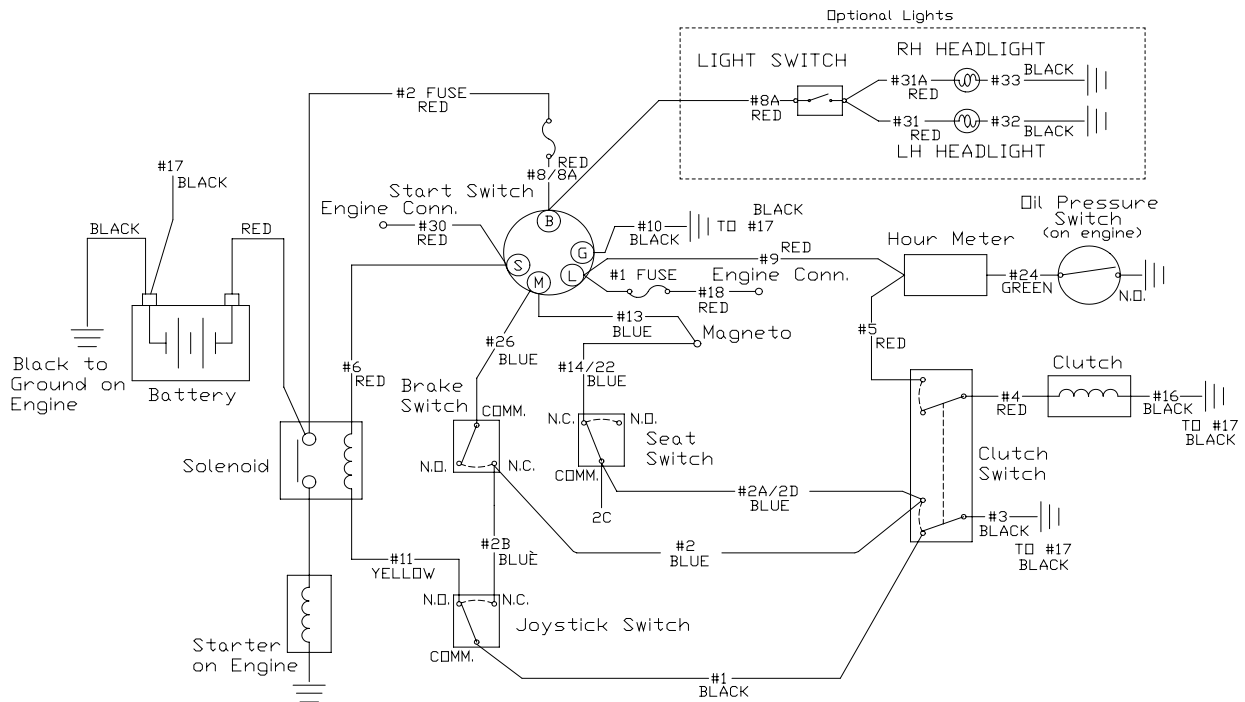 Optional Lights
LIGHT SWITCH
RH HEADLIGHT
#31A
RED
#33
BLACK
#8A
RED
#31
RED
#32
BLACK
LH HEADLIGHT
#2 FUSE
RED
RED
#8/8A
#17
BLACK
Start Switch
Engine Conn.
#30
RED
B
G
S
M
L
#10
BLACK
TO #17
BLACK
Oil Pressure
Switch
(on engine)
BLACK
RED
#9
RED
Hour Meter
#24
GREEN
N.O.
#1 FUSE
Engine Conn.
#18
RED
#13
BLUE
Magneto
#5
RED
#26
BLUE
#14/22
BLUE
#6
RED
Black to
Ground on
Engine
Battery
Brake
Switch
COMM.
N.O.
N.C.
N.C.
N.O.
Seat
Switch
COMM.
2C
Clutch
#4
RED
#16
BLACK
TO #17
BLACK
Clutch
Switch
Solenoid
#2A/2D
BLUE
#3
BLACK
TO #17
BLACK
#2B
BLUE
#2
BLUE
#11
YELLOW
N.O.
N.C.
Joystick Switch
COMM.
Starter
on Engine
#1
BLACK